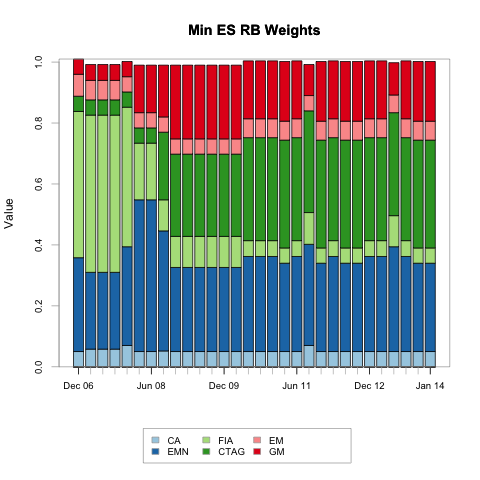 Min ES RB Weights
Value
1.0
0.8
0.6
0.4
0.2
0.0
Dec 06 Jun 08 Dec 09 Jun 11 Dec 12 Jan 14
CA FIA EM
EMN CTAG GM